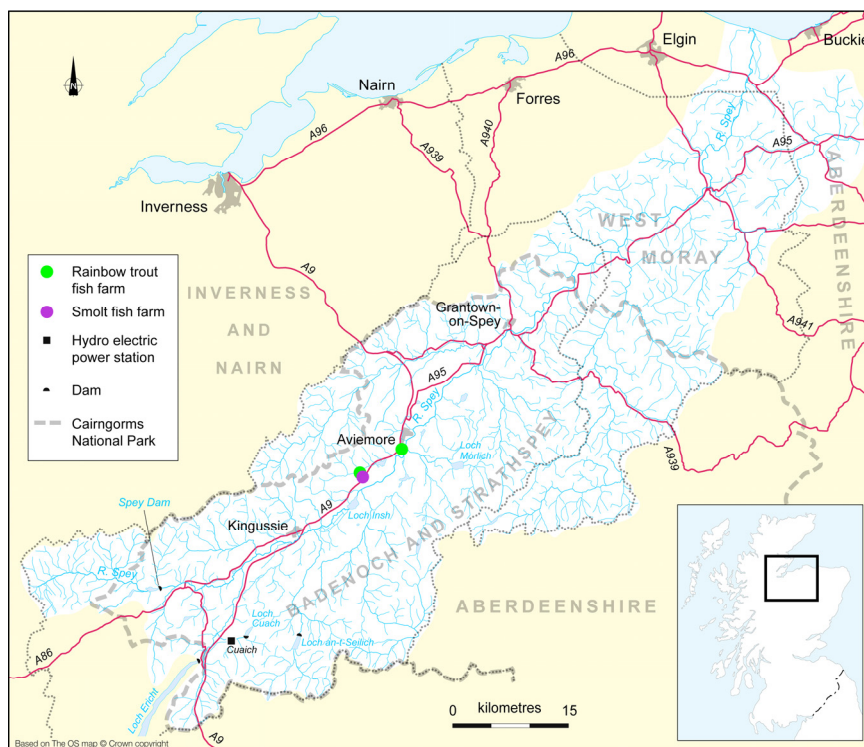 N
Nairn
A96
Forres
A96
Elgin
Buckie
R. Spey
A96
A939
A940
A95
Inverness
ABERDEENSHIRE
WEST
MORAY
A9
Rainbow trout
fish farm
Smolt fish farm
Hydro electric
power station
Dam
Cairngorms
National Park
INVERNESS
AND
NAIRN
Grantown-
on-Spey
A941
A95
R. Spey
Aviemore
Loch
Morlich
A939
Spey Dam
A9
Loch Insh
Kingussie
BADENOCH AND STRATHSPEY
R. Spey
ABERDEENSHIRE
Loch
Cuach
Loch an-t-Seilich
Cuaich
A86
Loch Ericht
A9
kilometres
0
15
Based on The OS map © Crown copyright